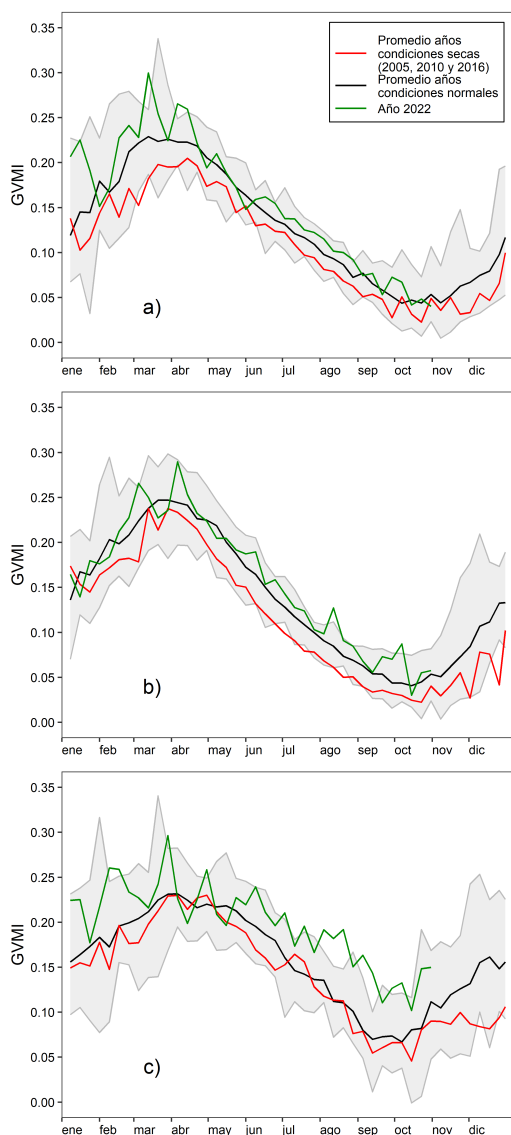 0.35
0.30
0.25
0.20
0.15
0.10
0.05
0.00
GVMI
Promedio años
condiciones secas
(2005, 2010 y 2016)
Promedio años
condiciones normales
Año 2022
a)
ene feb mar abr may jun jul ago sep oct nov dic
0.35
0.30
0.25
0.20
0.15
0.10
0.05
0.00
GVMI
b)
ene feb mar abr may jun jul ago sep oct nov dic
0.35
0.30
0.25
0.20
0.15
0.10
0.05
0.00
GVMI
c)
ene feb mar abr may jun jul ago sep oct nov dic